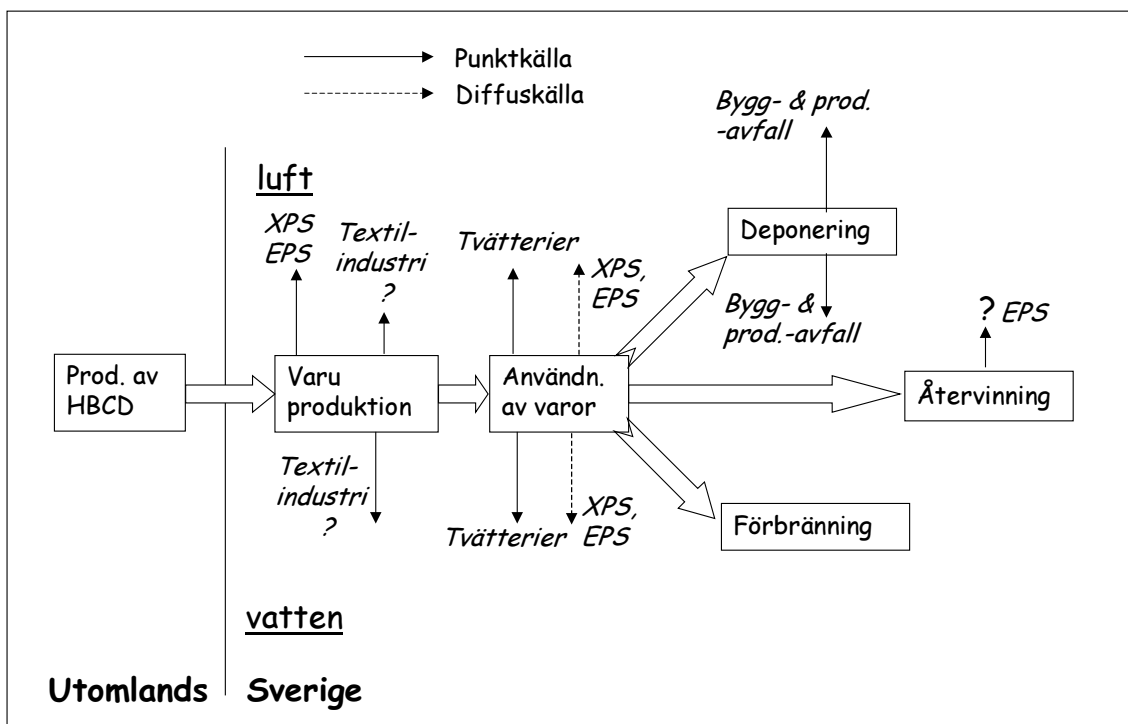 Punktkälla
Diffuskälla
luft
XPS
EPS
Textil-
industri
?
Tvätterier
XPS,
EPS
Bygg- & prod.
-avfall
Deponering
Bygg- &
prod.-avfall
? EPS
Prod. av
HBCD
Varu
produktion
Användn.
av varor
Återvinning
Textil-
industri
?
Tvätterier
XPS,
EPS
Förbränning
vatten
Utomlands
Sverige